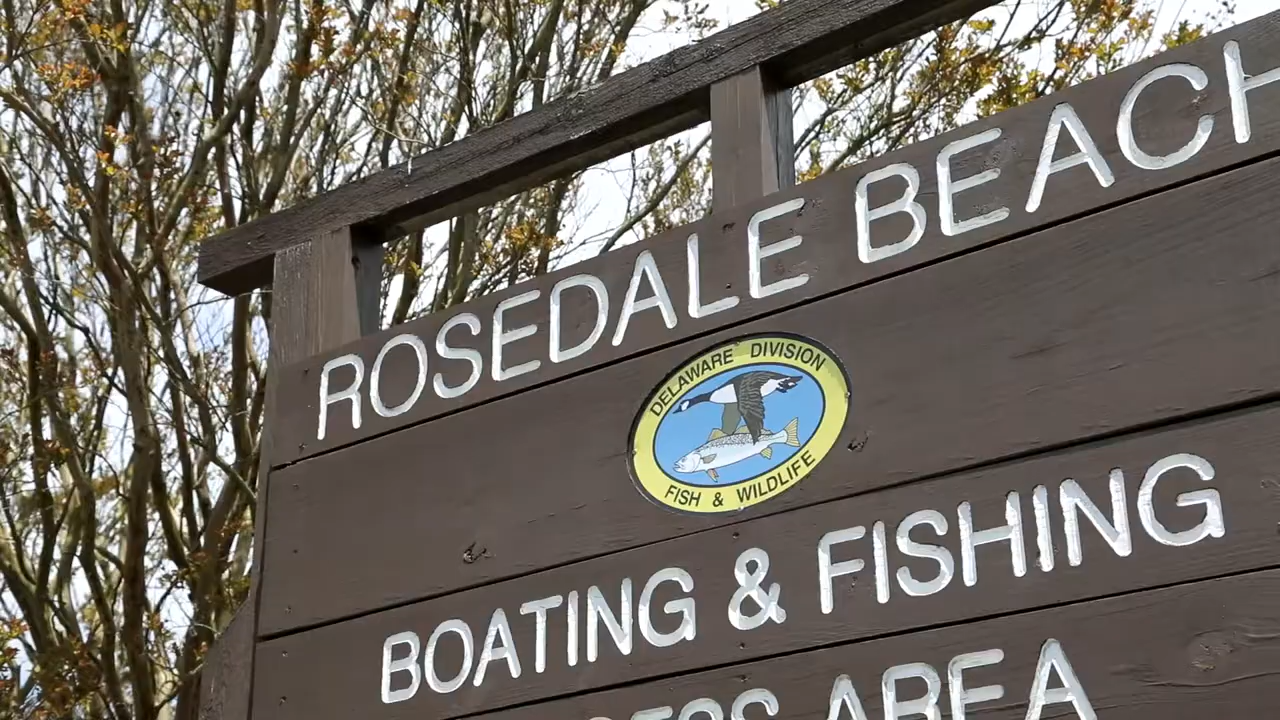 ROSEDALE BEACH
DELAWARE DIVISION
FISH & WILDLIFE
BOATING & FISHING
AREA